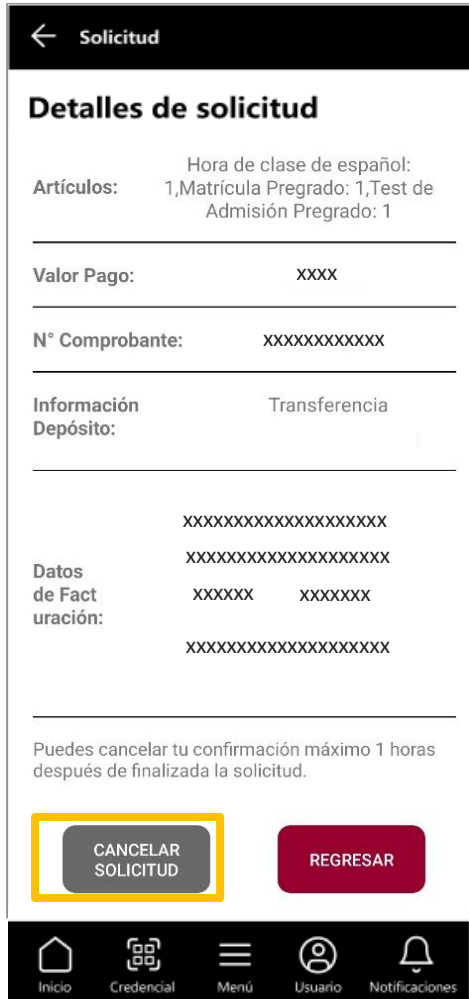 Solicitud
Detalles de solicitud
Artículos:
Hora de clase de español:
1,Matrícula Pregrado: 1,Test de
Admisión Pregrado: 1
Valor Pago:
xxxx
N° Comprobante:
xxxxxxxxxxxx
Información
Depósito:
Transferencia
Datos
de Fact
uración:
xxxxxxxxxxxxxxxxxxxx
xxxxxxxxxxxxxxxxxxxx
xxxxxx xxxxxxx
xxxxxxxxxxxxxxxxxxxx
Puedes cancelar tu confirmación máximo 1 horas
después de finalizada la solicitud.
CANCELAR
SOLICITUD
REGRESAR
Inicio Credencial Menú Usuario Notificaciones